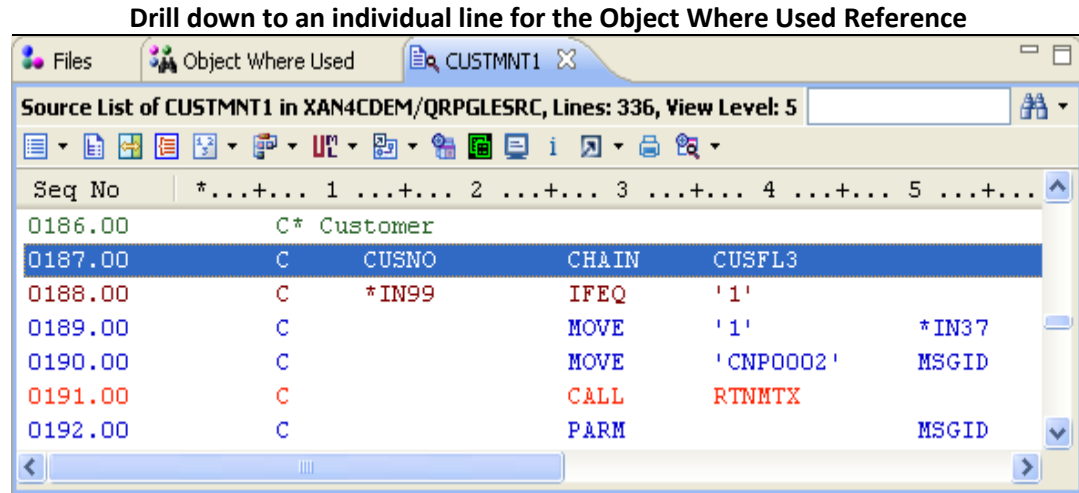 Drill down to an individual line for the Object Where Used Reference
Files Object Where Used CUSTMNT1
Source List of CUSTMNT1 in XAN4CDEM/QRPGLESRC, Lines: 336, View Level: 5
Seq No *...+... 1 ...+... 2 ...+... 3 ...+... 4 ...+... 5 ...+...
0186.00 C* Customer
0187.00 C CUSNO CHAIN CUSFL3
0188.00 C *IN99 IFEQ '1'
0189.00 C MOVE '1' *IN37
0190.00 C MOVE 'CNP0002' MSGID
0191.00 C CALL RTNMTX
0192.00 C PARM MSGID